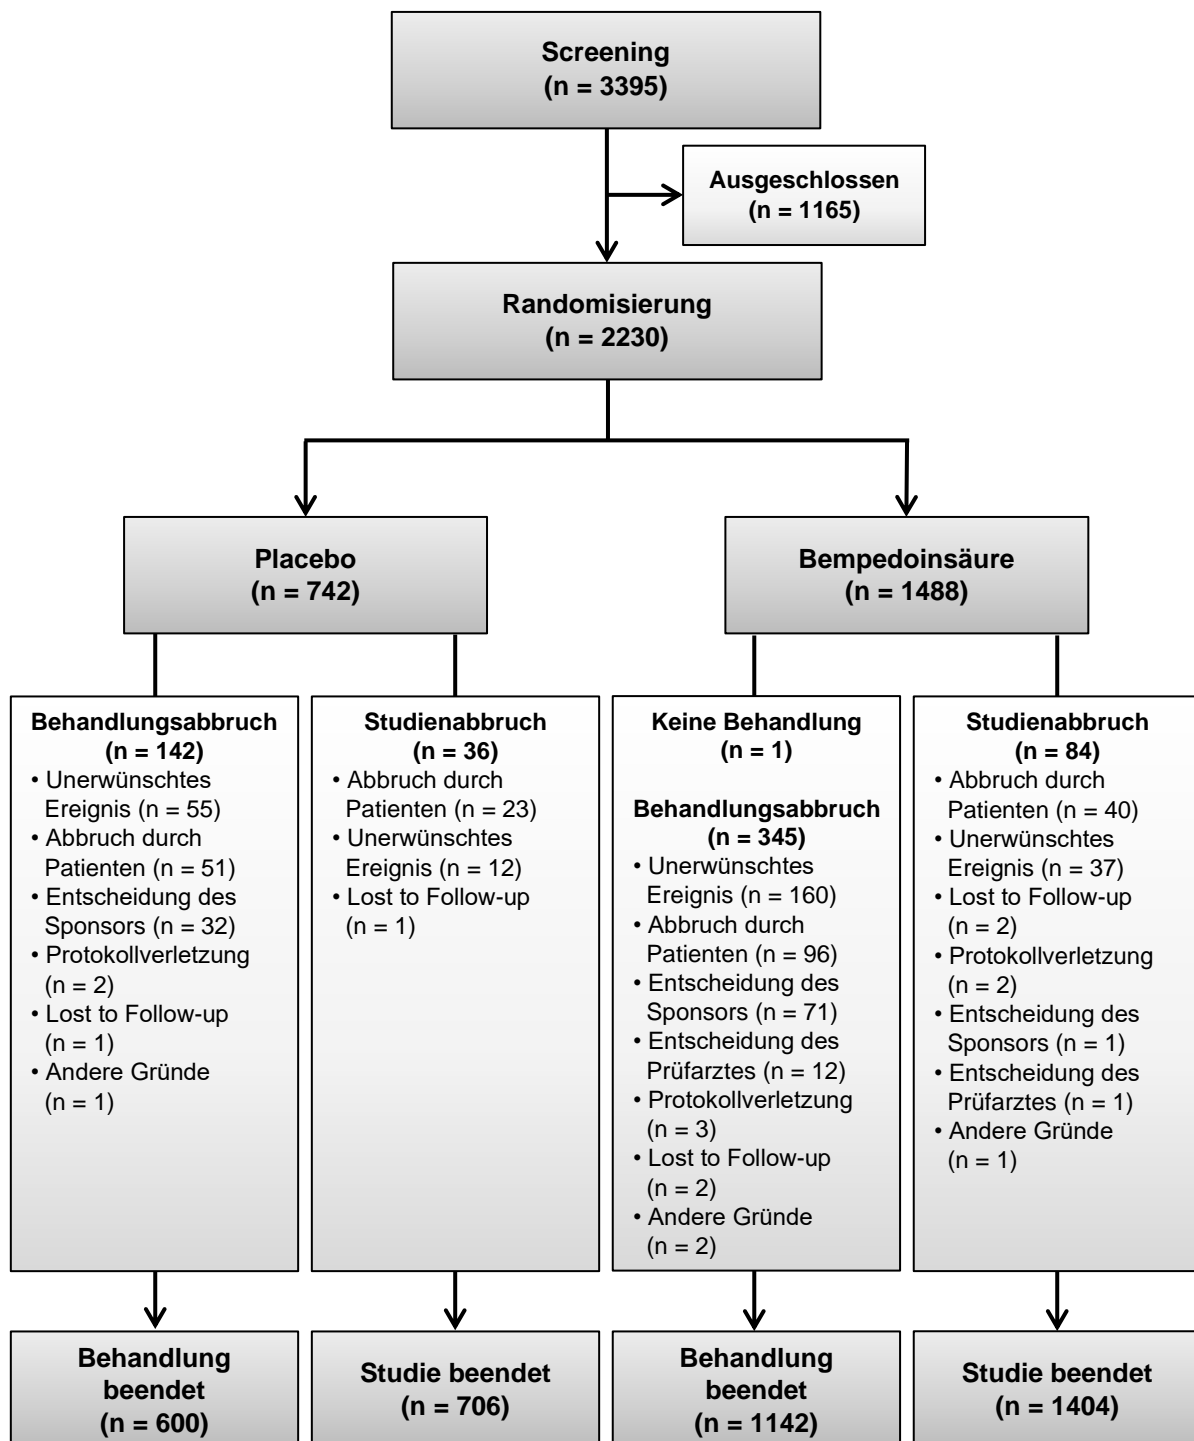 Screening
(n = 3395)
Ausgeschlossen
(n = 1165)
Randomisierung
(n = 2230)
Placebo
(n = 742)
Bempedoinsäure
(n = 1488)
Behandlungsabbruch
(n = 142)
• Unerwünschtes
Ereignis (n = 55)
• Abbruch durch
Patienten (n = 51)
• Entscheidung des
Sponsors (n = 32)
• Protokollverletzung
(n = 2)
• Lost to Follow-up
(n = 1)
• Andere Gründe
(n = 1)
Studienabbruch
(n = 36)
• Abbruch durch
Patienten (n = 23)
• Unerwünschtes
Ereignis (n = 12)
• Lost to Follow-up
(n = 1)
Keine Behandlung
(n = 1)
Behandlungsabbruch
(n = 345)
• Unerwünschtes
Ereignis (n = 160)
• Abbruch durch
Patienten (n = 96)
• Entscheidung des
Sponsors (n = 71)
• Entscheidung des
Prüfarztes (n = 12)
• Protokollverletzung
(n = 3)
• Lost to Follow-up
(n = 2)
• Andere Gründe
(n = 2)
Studienabbruch
(n = 84)
• Abbruch durch
Patienten (n = 40)
• Unerwünschtes
Ereignis (n = 37)
• Lost to Follow-up
(n = 2)
• Protokollverletzung
(n = 2)
• Entscheidung des
Sponsors (n = 1)
• Entscheidung des
Prüfarztes (n = 1)
• Andere Gründe
(n = 1)
Behandlung
beendet
(n = 600)
Studie beendet
(n = 706)
Behandlung
beendet
(n = 1142)
Studie beendet
(n = 1404)